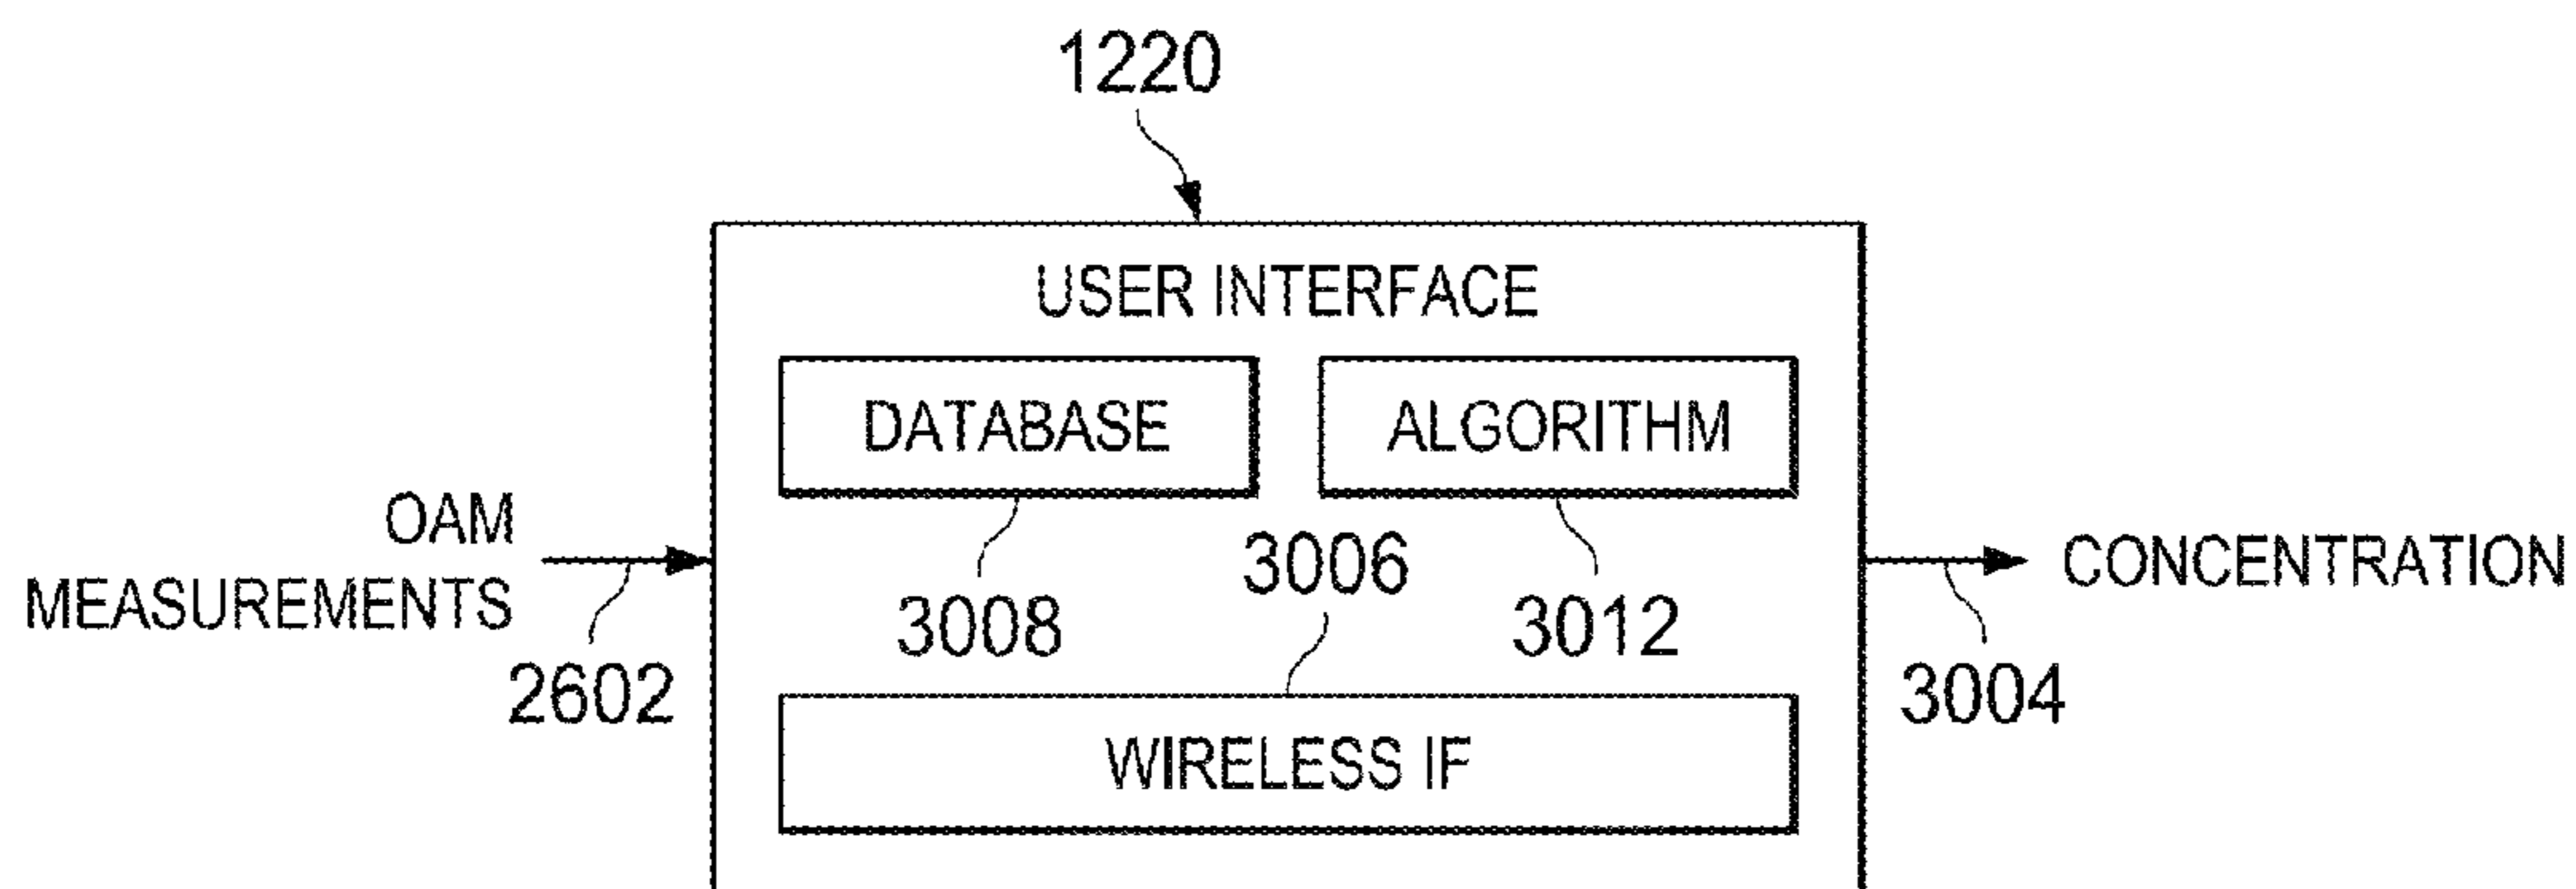 1220
USER INTERFACE
DATABASE
ALGORITHM
OAM
MEASUREMENTS
2602
3008
3006
3012
CONCENTRATION
3004
WIRELESS IF